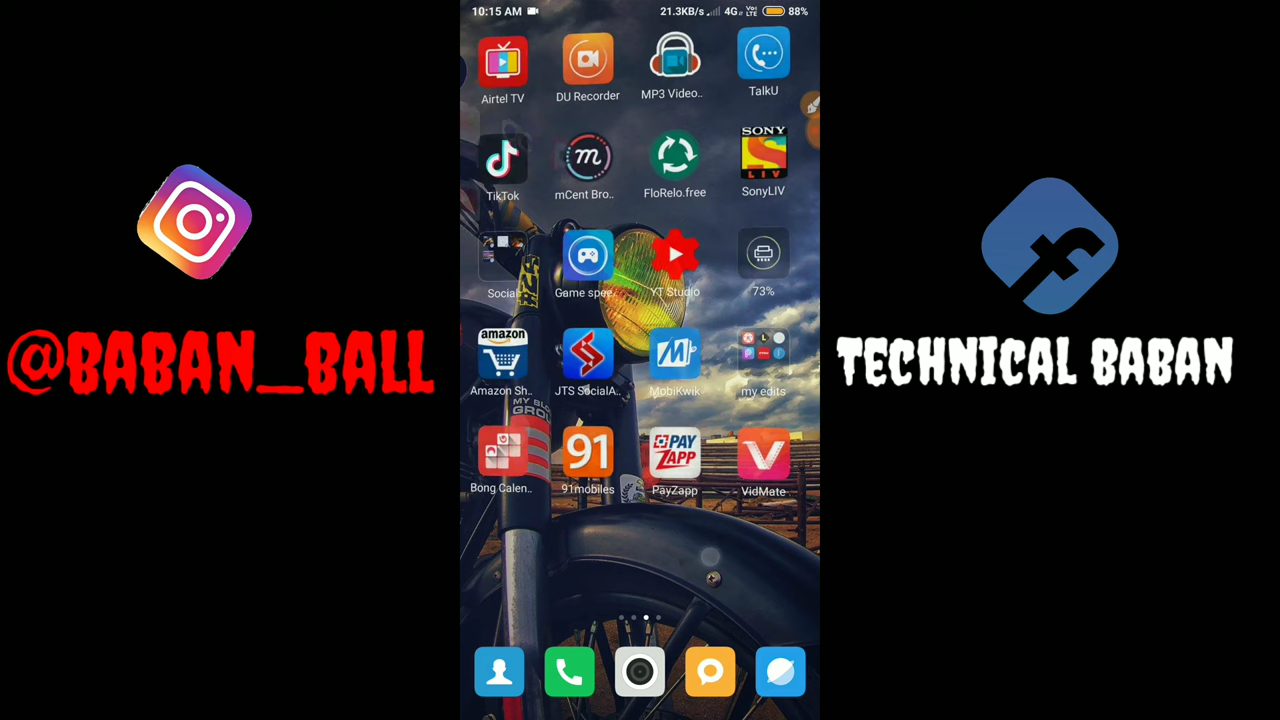 10:15 AM 21.3KB/s 4G VoLTE 88%
Airtel TV DU Recorder MP3 Video.. TalkU
SONY
LIV
TikTok mCent Bro.. FloRelo.free SonyLIV
Social Game spee.. YT Studio 73%
amazon
@BABAN_BALL
TECHNICAL BABAN
Amazon Sh.. JTS SocialA.. MobiKwik my edits
91 PAY
ZAPP
Bong Calen.. 91mobiles PayZapp VidMate